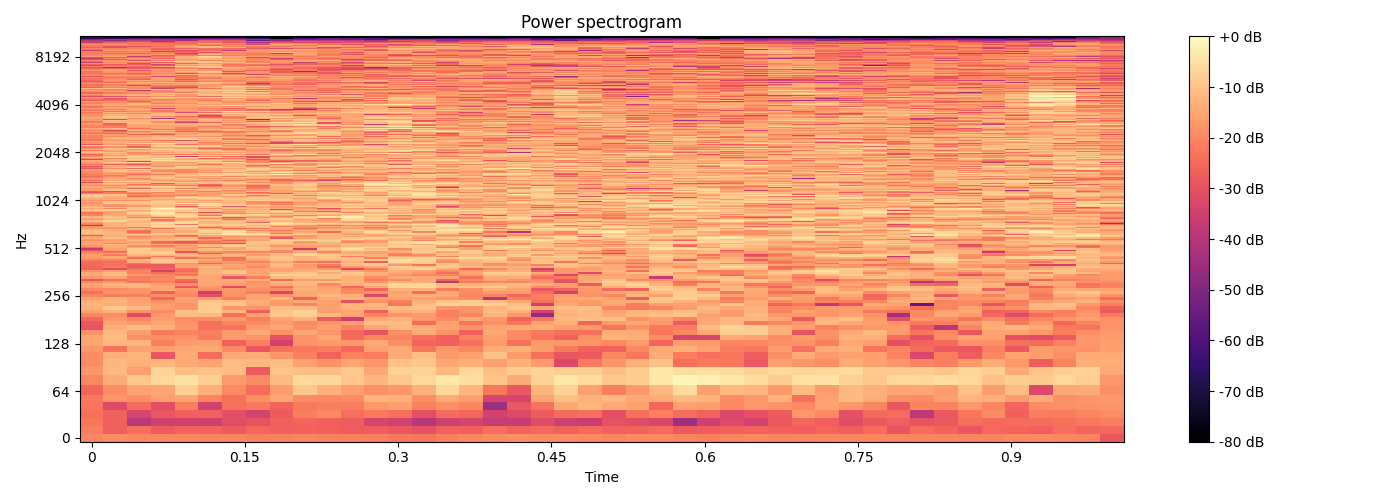 Power spectrogram
Hz
8192
4096
2048
1024
512
256
128
64
0
0 0.15 0.3 0.45 0.6 0.75 0.9
Time
+0 dB
-10 dB
-20 dB
-30 dB
-40 dB
-50 dB
-60 dB
-70 dB
-80 dB